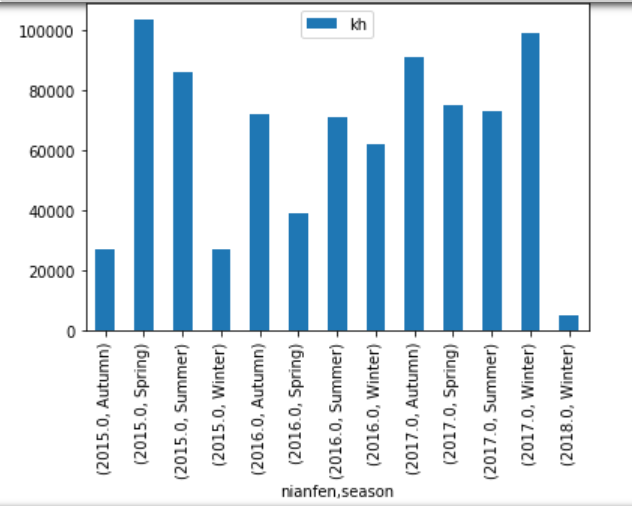 kh
100000
80000
60000
40000
20000
0
(2015.0, Autumn)
(2015.0, Spring)
(2015.0, Summer)
(2015.0, Winter)
(2016.0, Autumn)
(2016.0, Spring)
(2016.0, Summer)
(2016.0, Winter)
(2017.0, Autumn)
(2017.0, Spring)
(2017.0, Summer)
(2017.0, Winter)
(2018.0, Winter)
nianfen,season